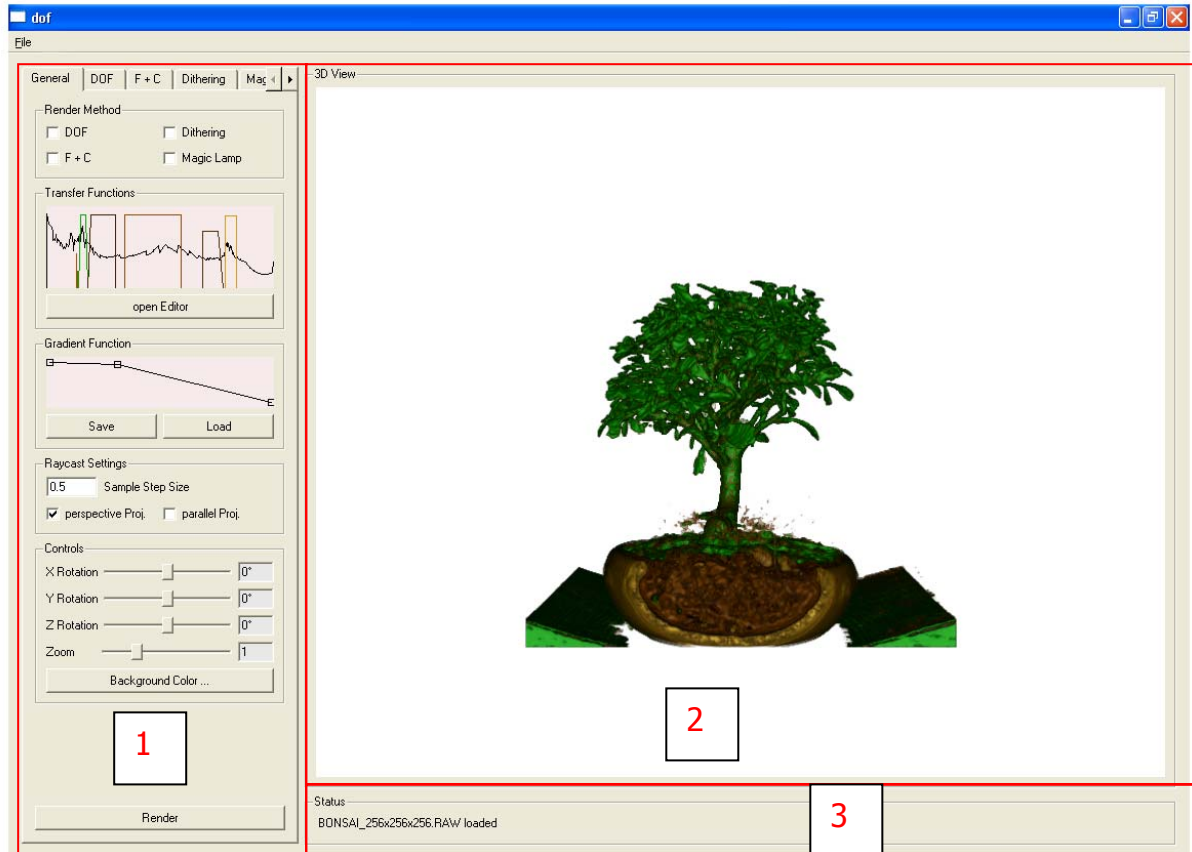 dof
File
General DOF F + C Dithering
3D View
Render Method
DOF Dithering
F + C Magic Lamp
Transfer Functions
open Editor
Gradient Function
Save Load
Raycast Settings
0.5 Sample Step Size
perspective Proj. parallel Proj.
Controls
X Rotation 0°
Y Rotation 0°
Z Rotation 0°
Zoom 1
Background Color ...
1
2
Render
Status
BONSAI_256x256x256.RAW loaded
3